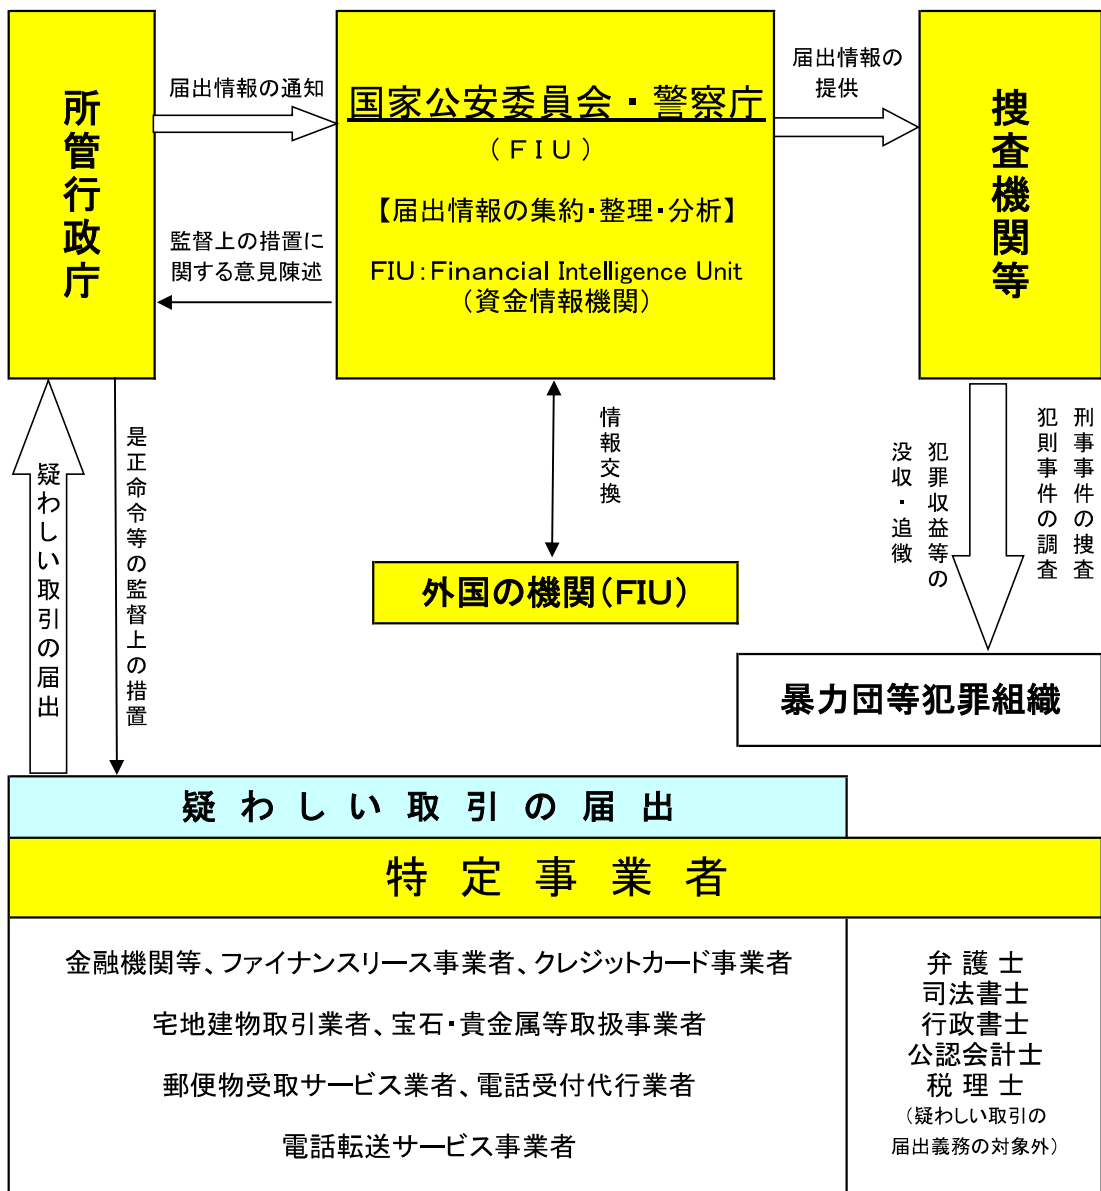 所管行政庁
届出情報の通知
監督上の措置に
関する意見陳述
国家公安委員会・警察庁
(FIU)
【届出情報の集約・整理・分析】
FIU:Financial Intelligence Unit
(資金情報機関)
届出情報の
提供
捜査機関等
疑わしい取引の届出
是正命令等の監督上の措置
情報交換
外国の機関(FIU)
刑事事件の捜査
犯則事件の調査
犯罪収益等の
没収・追徴
暴力団等犯罪組織
疑わしい取引の届出
特定事業者
金融機関等、ファイナンスリース事業者、クレジットカード事業者
宅地建物取引業者、宝石・貴金属等取扱事業者
郵便物受取サービス業者、電話受付代行業者
電話転送サービス事業者
弁護士
司法書士
行政書士
公認会計士
税理士
(疑わしい取引の
届出義務の対象外)